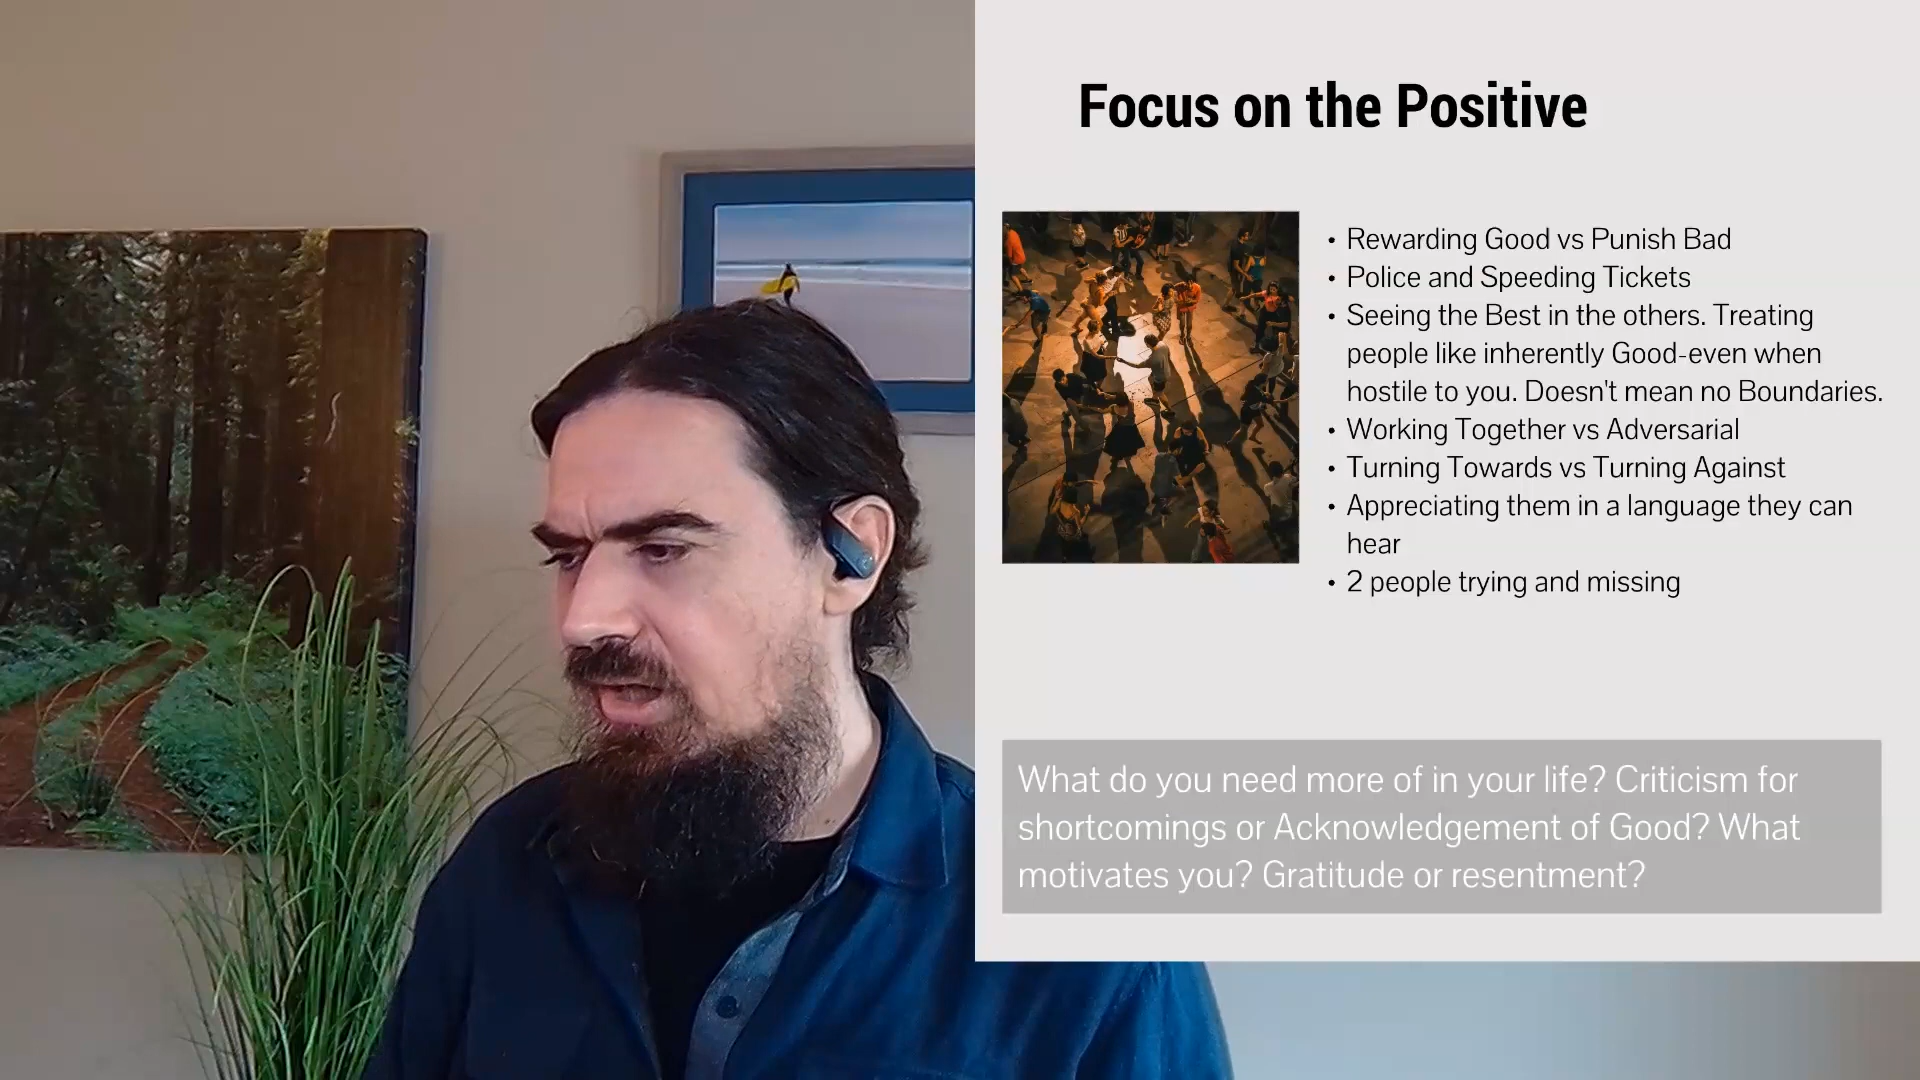 Focus on the Positive
• Rewarding Good vs Punish Bad
• Police and Speeding Tickets
• Seeing the Best in the others. Treating
people like inherently Good-even when
hostile to you. Doesn't mean no Boundaries.
• Working Together vs Adversarial
• Turning Towards vs Turning Against
• Appreciating them in a language they can
hear
• 2 people trying and missing
What do you need more of in your life? Criticism for
shortcomings or Acknowledgement of Good? What
motivates you? Gratitude or resentment?